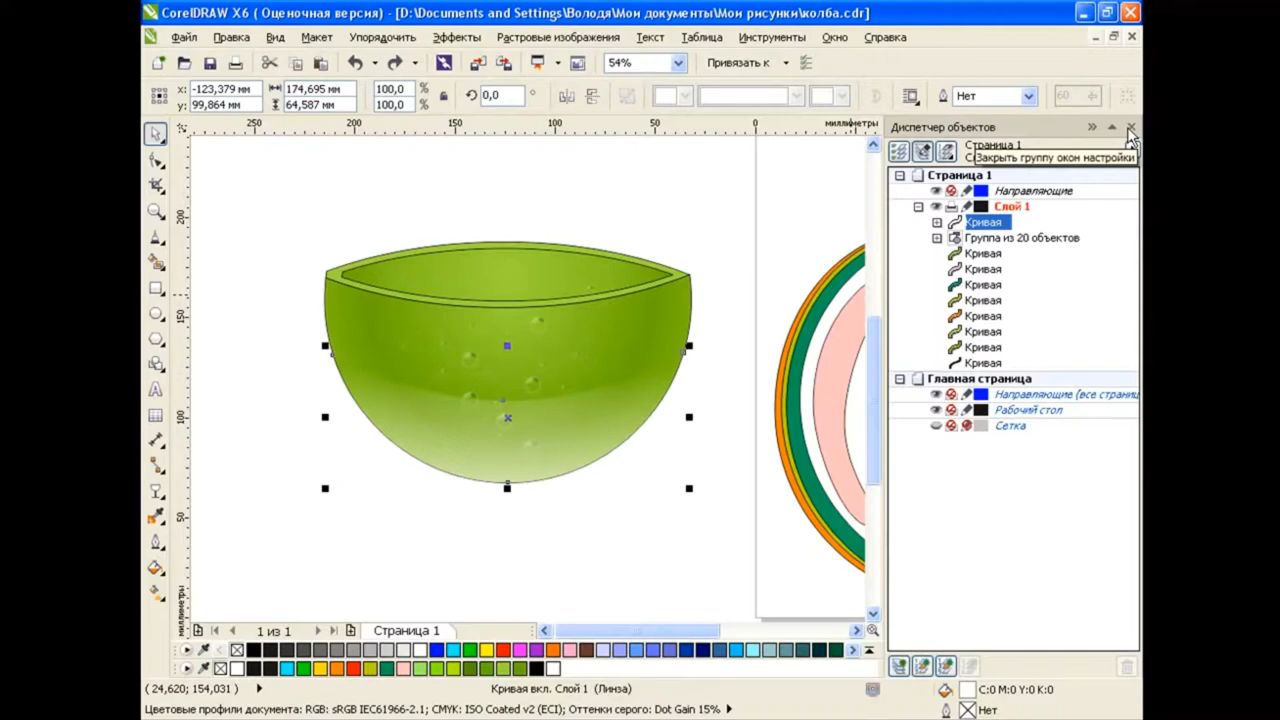 CorelDRAW X6 ( Оценочная версия) - [D:\Documents and Settings\Володя\Мои документы\Мои рисунки\колба.cdr]
Файл Правка Вид Макет Упорядочить Эффекты Растровые изображения Текст Таблица Инструменты Окно Справка
54% Привязать к
x: -123,379 мм 174,695 мм 100,0 % 0,0 ° Нет 60
y: 99,864 мм 64,587 мм 100,0 %
250 200 150 100 50 0 миллиметры
Диспетчер объектов
Страница 1
Закрыть группу окон настройки
Страница 1
Направляющие
Слой 1
Кривая
Группа из 20 объектов
Кривая
Кривая
Кривая
Кривая
Кривая
Кривая
Кривая
Кривая
Главная страница
Направляющие (все страниц
Рабочий стол
Сетка
200
150
100
50
миллиметры
1 из 1 Страница 1
( 24,620; 154,031 ) Кривая вкл. Слой 1 (Линза) C:0 M:0 Y:0 K:0
Цветовые профили документа: RGB: sRGB IEC61966-2.1; CMYK: ISO Coated v2 (ECI); Оттенки серого: Dot Gain 15% Нет